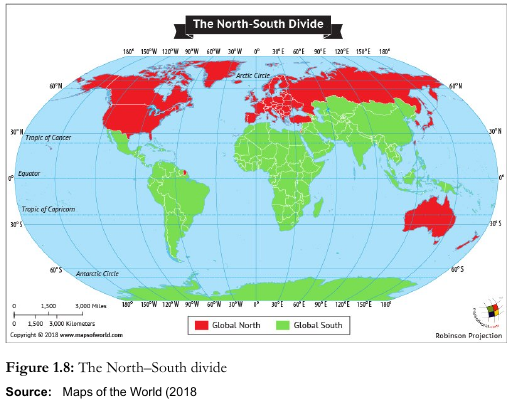 The North-South Divide
180° 150°W 120°W 90°W 60°W 30°W 0° 30°E 60°E 90°E 120°E 150°E 180°
Arctic Circle
60°N 60°N
30°N 30°N
Tropic of Cancer
Equator
0° 0°
Tropic of Capricorn
30°S 30°S
60°S 60°S
Antarctic Circle
180° 150°W 120°W 90°W 60°W 30°W 0° 30°E 60°E 90°E 120°E 150°E 180°
0 1,500 3,000 Miles
0 1,500 3,000 Kilometers
Global North Global South
Copyright © 2018 www.mapsofworld.com
Robinson Projection
Figure 1.8: The North–South divide
Source: Maps of the World (2018